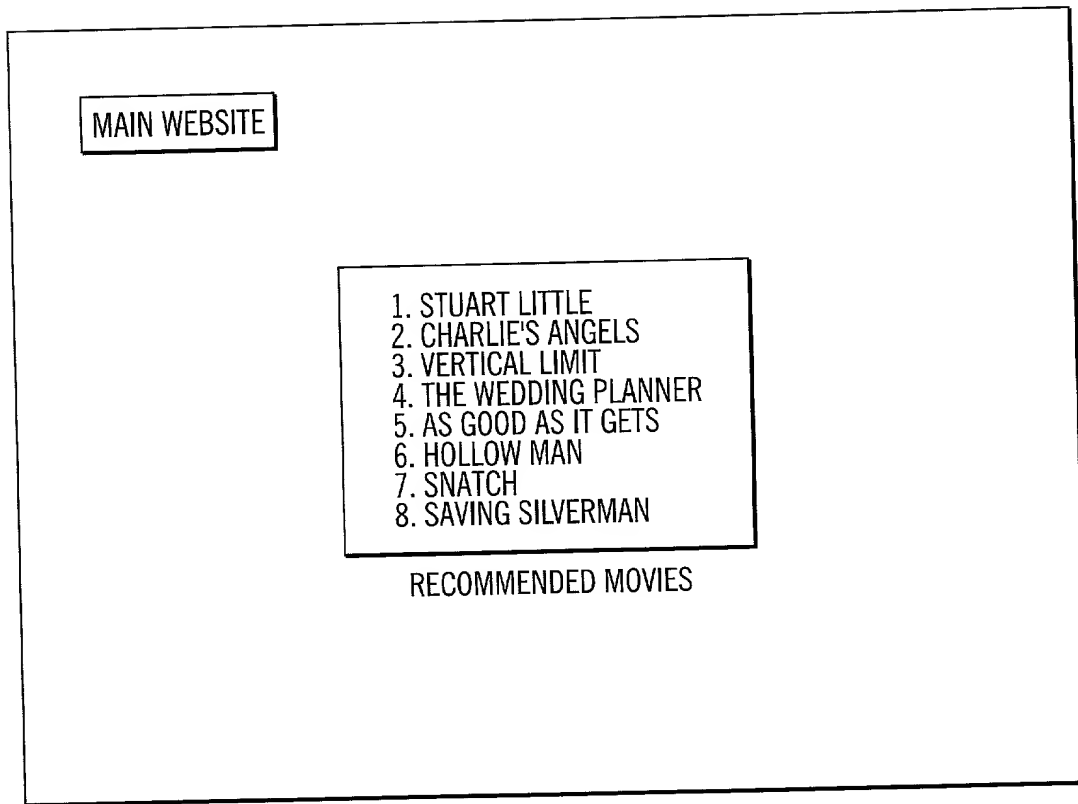 MAIN WEBSITE
1. STUART LITTLE
2. CHARLIE'S ANGELS
3. VERTICAL LIMIT
4. THE WEDDING PLANNER
5. AS GOOD AS IT GETS
6. HOLLOW MAN
7. SNATCH
8. SAVING SILVERMAN
RECOMMENDED MOVIES